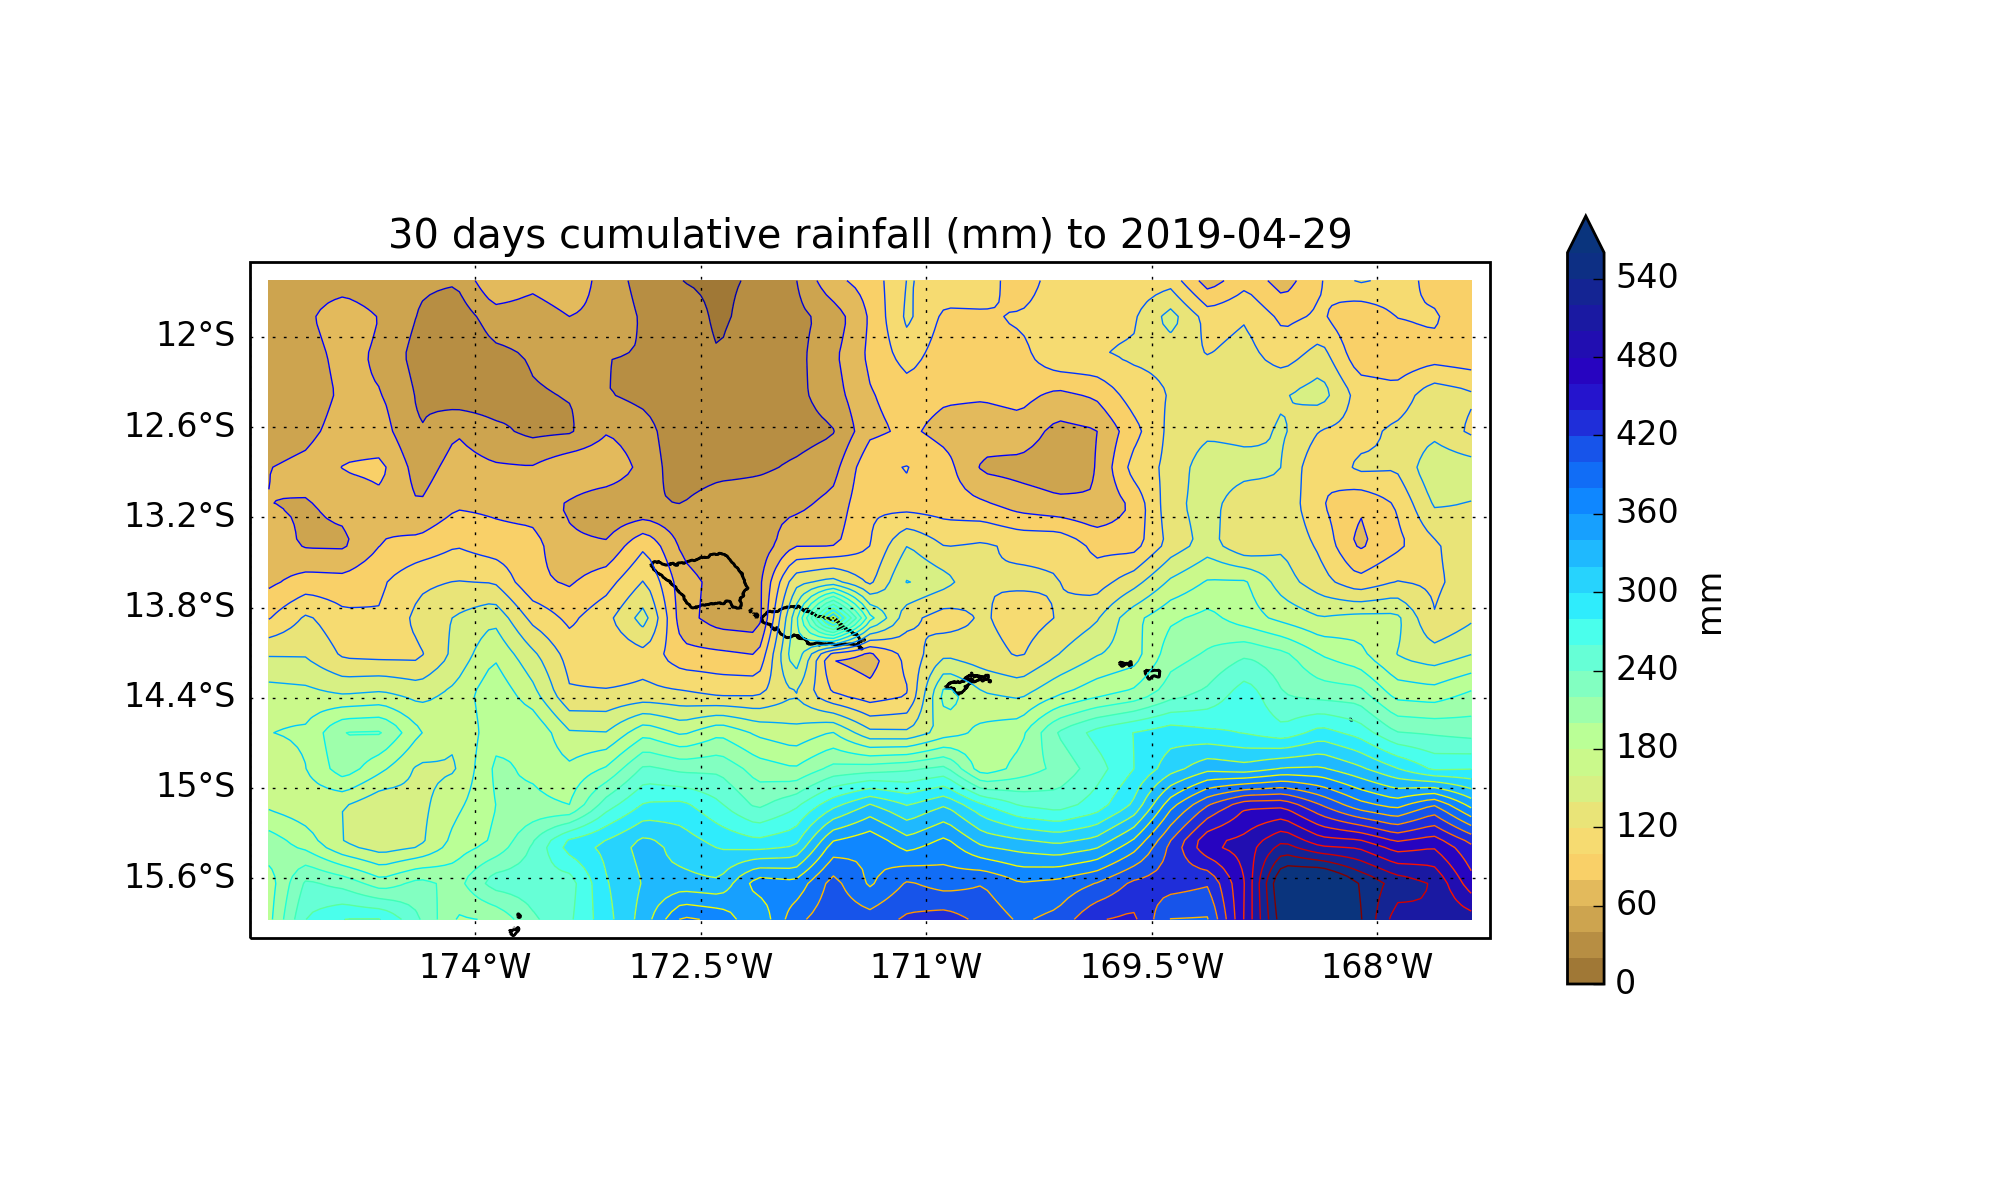 30 days cumulative rainfall (mm) to 2019-04-29
12°S
12.6°S
13.2°S
13.8°S
14.4°S
15°S
15.6°S
174°W
172.5°W
171°W
169.5°W
168°W
540
480
420
360
300
240
180
120
60
0
mm